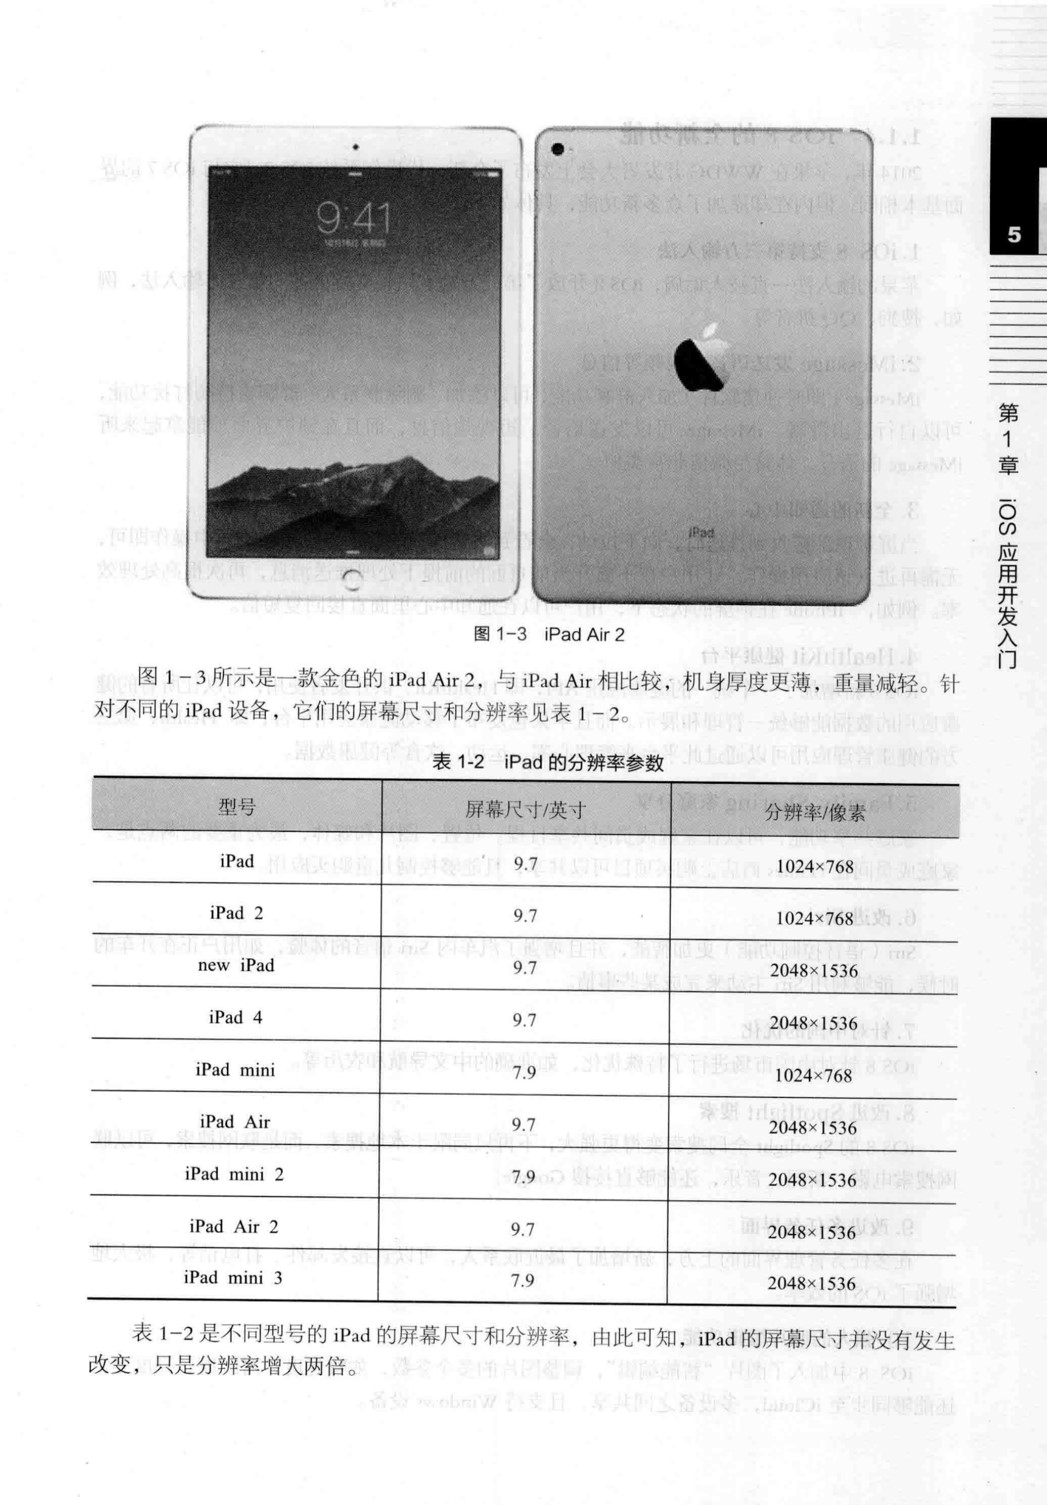 9:41
iPad
图 1-3 iPad Air 2
图 1-3 所示是一款金色的 iPad Air 2，与 iPad Air 相比较，机身厚度更薄，重量减轻。针
对不同的 iPad 设备，它们的屏幕尺寸和分辨率见表 1-2。
表 1-2 iPad 的分辨率参数
型号 屏幕尺寸/英寸 分辨率/像素
iPad 9.7 1024×768
iPad 2 9.7 1024×768
new iPad 9.7 2048×1536
iPad 4 9.7 2048×1536
iPad mini 7.9 1024×768
iPad Air 9.7 2048×1536
iPad mini 2 7.9 2048×1536
iPad Air 2 9.7 2048×1536
iPad mini 3 7.9 2048×1536
表 1-2 是不同型号的 iPad 的屏幕尺寸和分辨率，由此可知，iPad 的屏幕尺寸并没有发生
改变，只是分辨率增大两倍。
5
第 1 章 iOS 应用开发入门